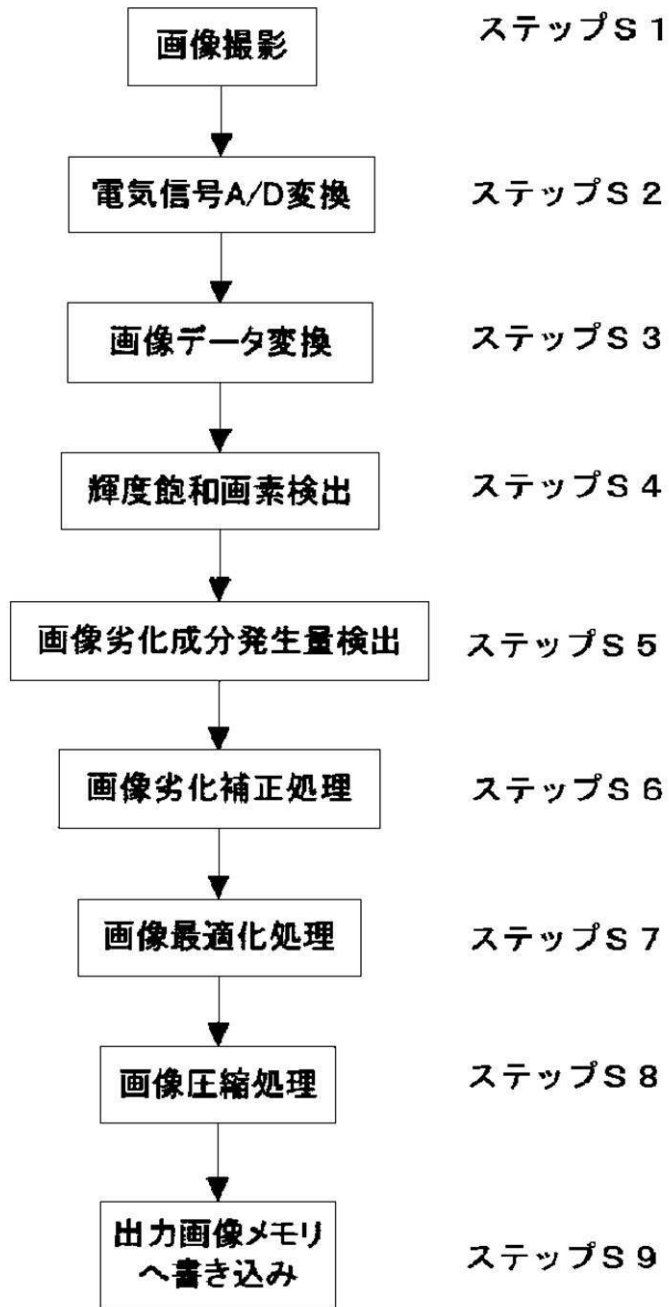 画像撮影
ステップS1
電気信号A/D変換
ステップS2
画像データ変換
ステップS3
輝度飽和画素検出
ステップS4
画像劣化成分発生量検出
ステップS5
画像劣化補正処理
ステップS6
画像最適化処理
ステップS7
画像圧縮処理
ステップS8
出力画像メモリ
へ書き込み
ステップS9